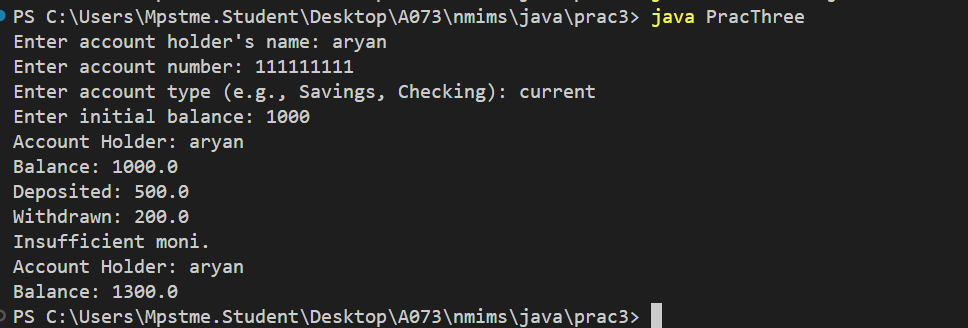 PS C:\Users\Mpstme.Student\Desktop\A073\nmims\java\prac3> java PracThree
Enter account holder's name: aryan
Enter account number: 111111111
Enter account type (e.g., Savings, Checking): current
Enter initial balance: 1000
Account Holder: aryan
Balance: 1000.0
Deposited: 500.0
Withdrawn: 200.0
Insufficient moni.
Account Holder: aryan
Balance: 1300.0
PS C:\Users\Mpstme.Student\Desktop\A073\nmims\java\prac3>